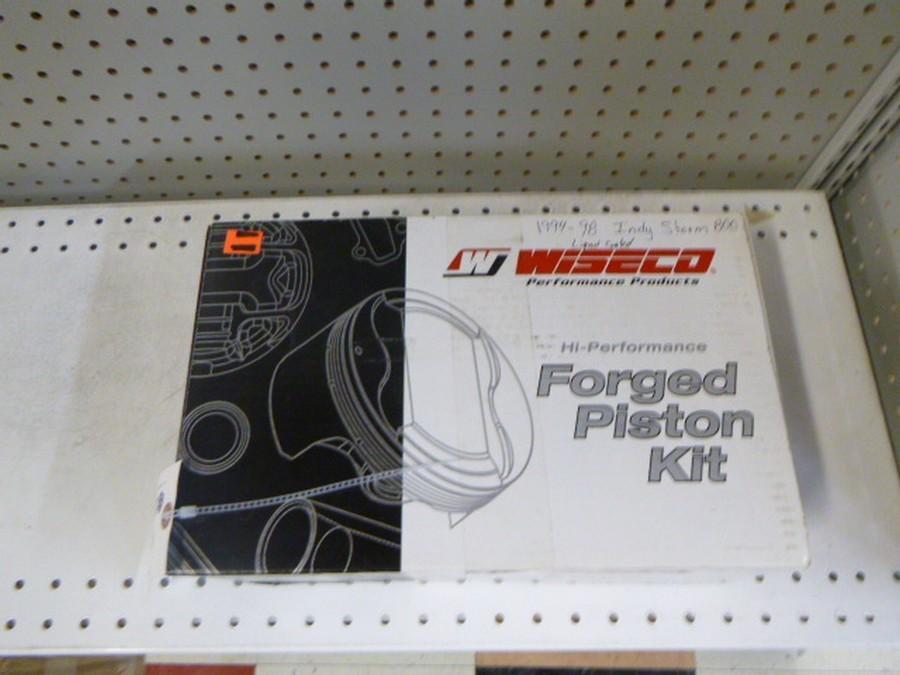 1994-98 Indy Storm 800
Liquid Cooled
W WISECO
Performance Products
Hi-Performance
Forged
Piston
Kit